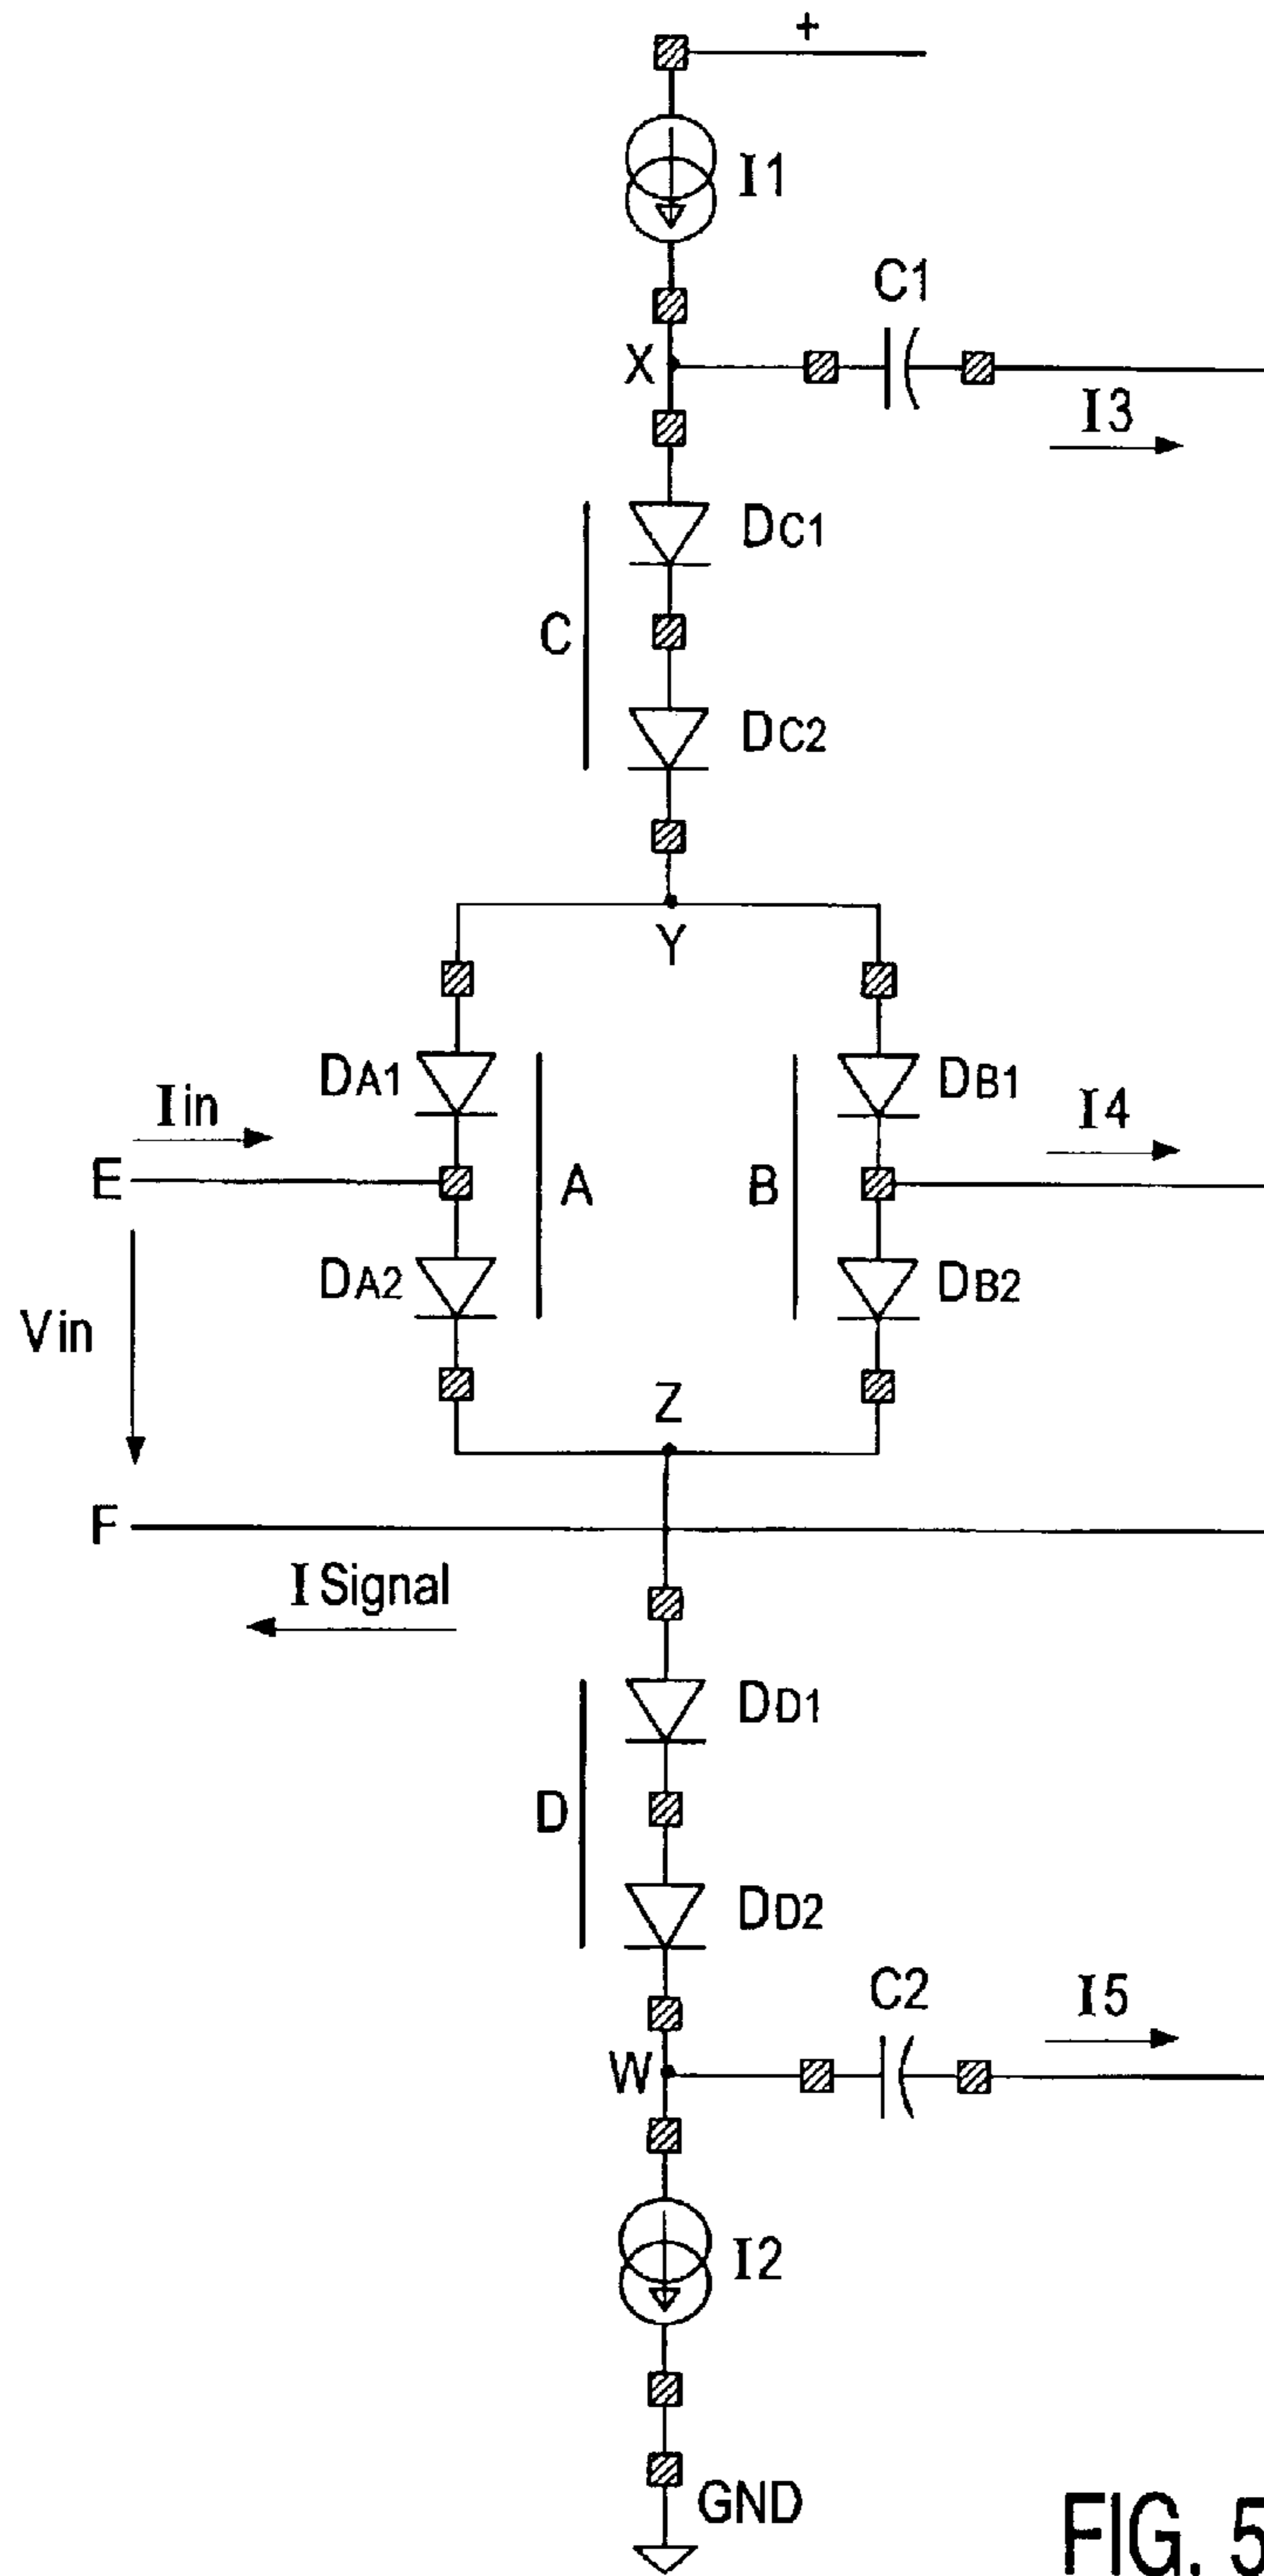 +
I1
C1
X
I3
DC1
C
DC2
Y
DA1
DB1
Iin
I4
E
A
B
DA2
DB2
Vin
Z
F
I Signal
DD1
D
DD2
C2
I5
W
I2
GND
FIG. 5